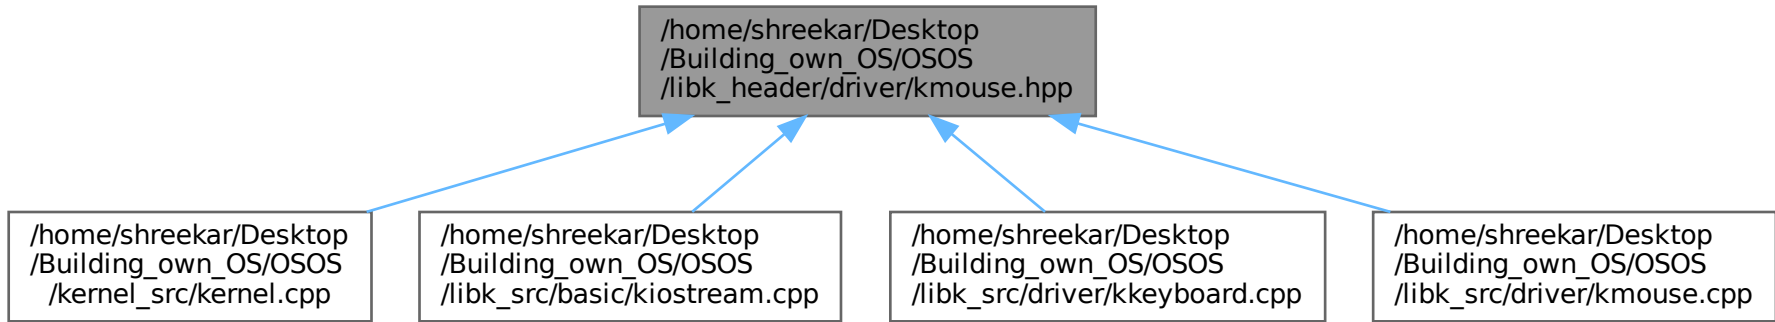 /home/shreekar/Desktop
/Building_own_OS/OSOS
/libk_header/driver/kmouse.hpp
/home/shreekar/Desktop
/Building_own_OS/OSOS
/kernel_src/kernel.cpp
/home/shreekar/Desktop
/Building_own_OS/OSOS
/libk_src/basic/kiostream.cpp
/home/shreekar/Desktop
/Building_own_OS/OSOS
/libk_src/driver/kkeyboard.cpp
/home/shreekar/Desktop
/Building_own_OS/OSOS
/libk_src/driver/kmouse.cpp